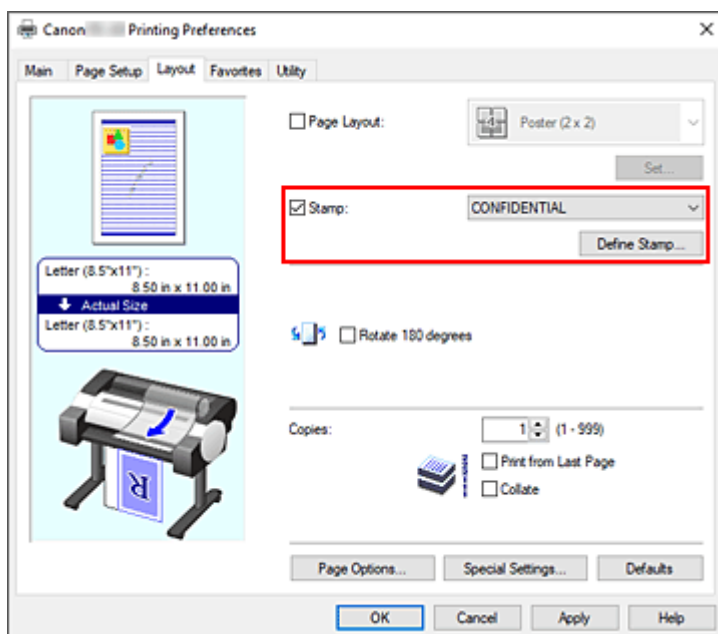 Canon Printing Preferences
Main Page Setup Layout Favorites Utility
Page Layout:
Poster (2 x 2)
Set...
Stamp:
CONFIDENTIAL
Define Stamp...
Letter (8.5"x11") :
8.50 in x 11.00 in
Actual Size
Letter (8.5"x11") :
8.50 in x 11.00 in
Rotate 180 degrees
Copies:
1 (1 - 999)
Print from Last Page
Collate
R
Page Options... Special Settings... Defaults
OK Cancel Apply Help